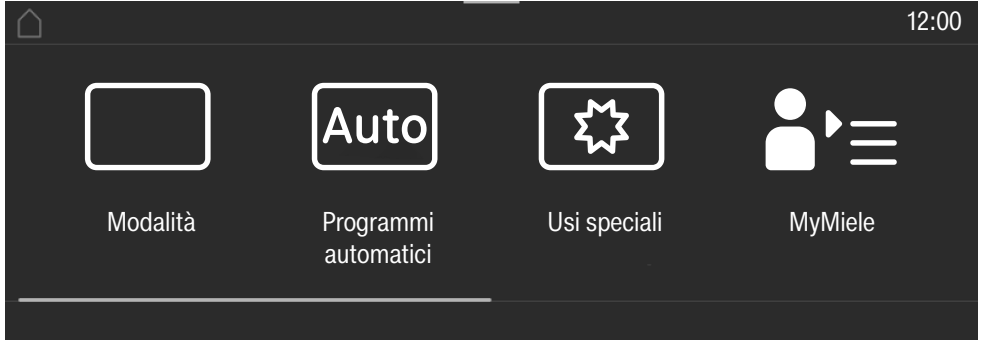 12:00
Auto
Modalità
Programmi
automatici
Usi speciali
MyMiele